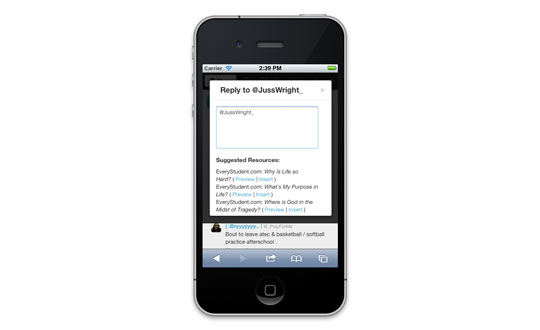 Carrier 2:39 PM
Reply to @JussWright_ ×
@JussWright_
Suggested Resources:
EveryStudent.com: Why is Life so
Hard? ( Preview | Insert )
EveryStudent.com: What's My Purpose in
Life? ( Preview | Insert )
EveryStudent.com: Where is God in the
Midst of Tragedy? ( Preview | Insert )
Bout to leave atec & basketball / softball
practice afterschool .